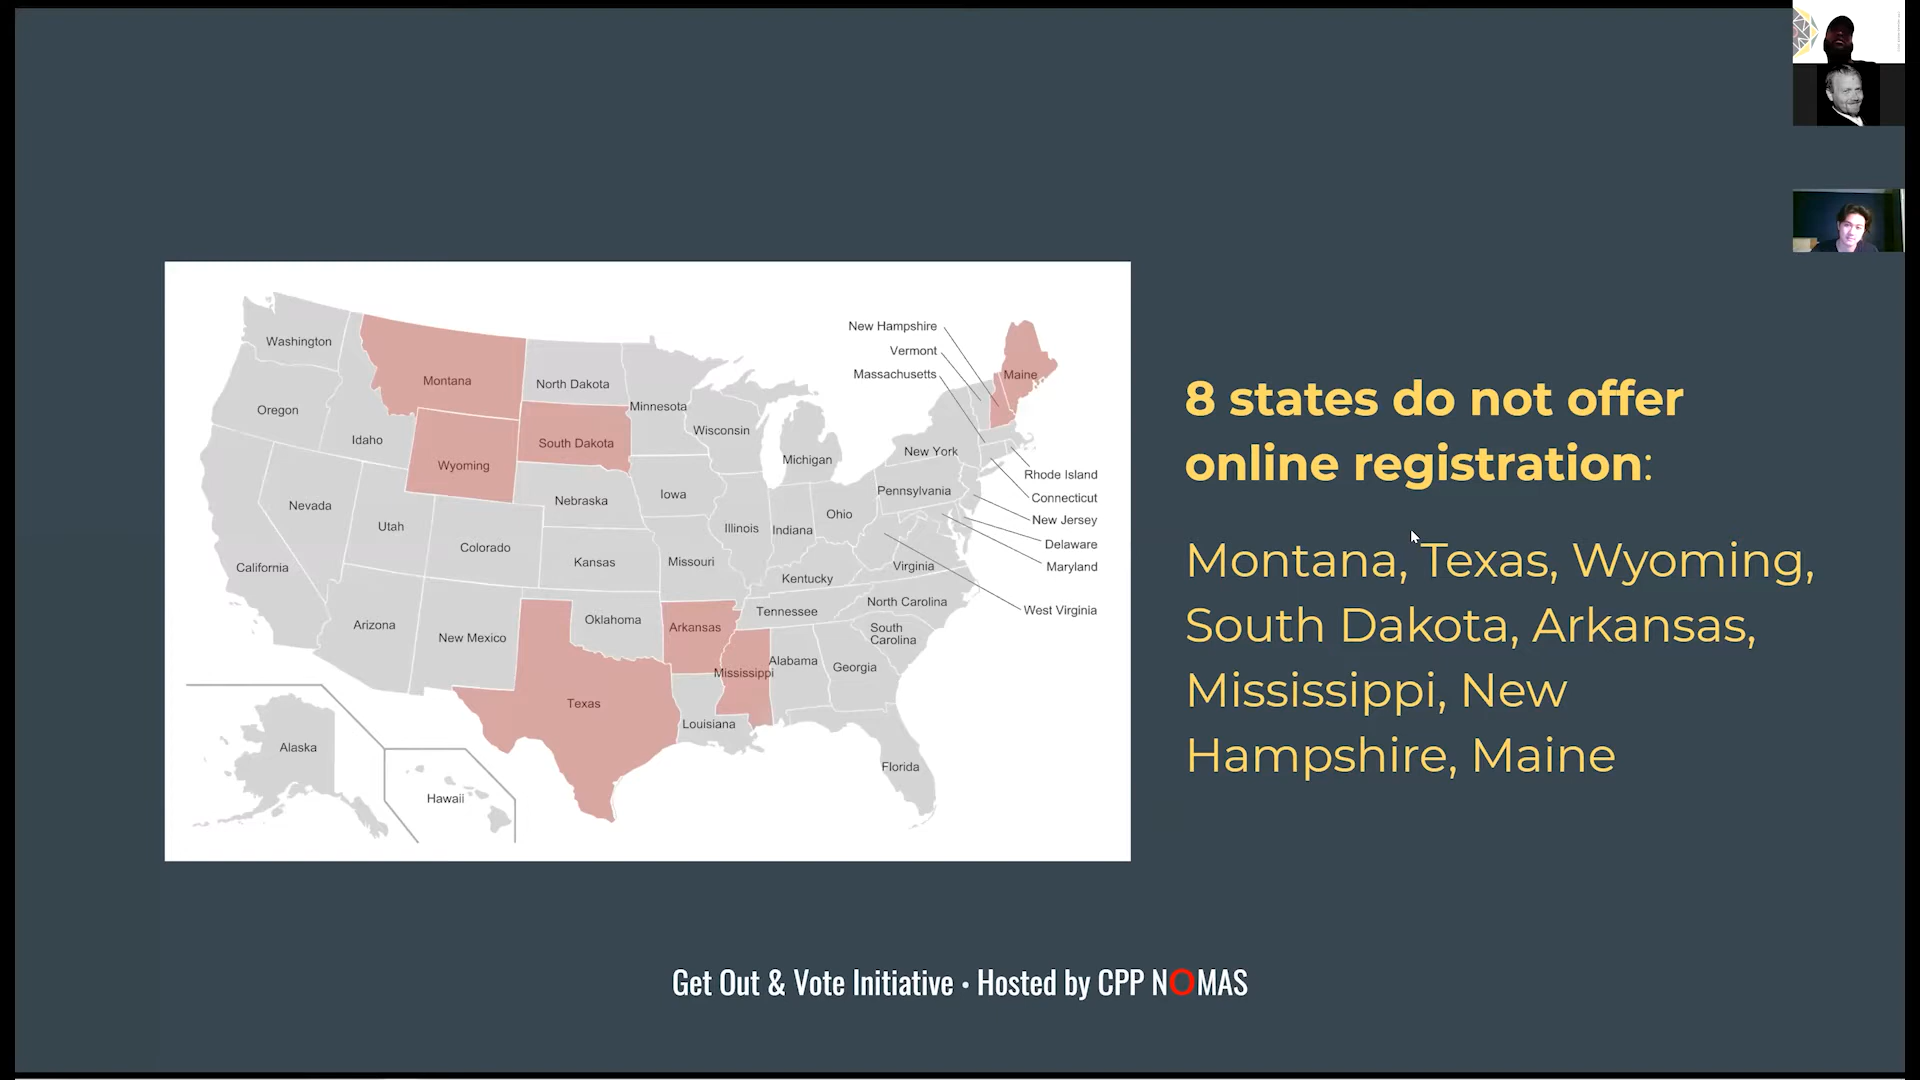 New Hampshire
Vermont
Massachusetts
Maine
Washington
Montana
North Dakota
Minnesota
Oregon
Idaho
South Dakota
Wisconsin
Wyoming
Michigan
New York
Rhode Island
Connecticut
New Jersey
Delaware
Maryland
West Virginia
Pennsylvania
Nebraska
Iowa
Nevada
Utah
Colorado
Illinois
Indiana
Ohio
California
Kansas
Missouri
Kentucky
Virginia
North Carolina
Tennessee
South
Carolina
Arizona
New Mexico
Oklahoma
Arkansas
Mississippi
Alabama
Georgia
Texas
Louisiana
Florida
Alaska
Hawaii
8 states do not offer
online registration:
Montana, Texas, Wyoming,
South Dakota, Arkansas,
Mississippi, New
Hampshire, Maine
Get Out & Vote Initiative • Hosted by CPP NOMAS